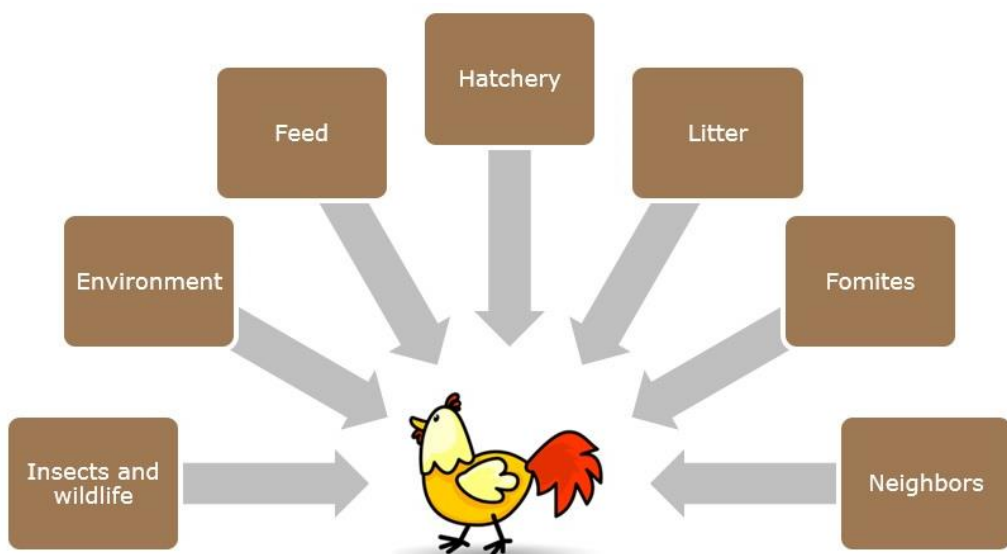 Hatchery
Feed
Litter
Environment
Fomites
Insects and
wildlife
Neighbors